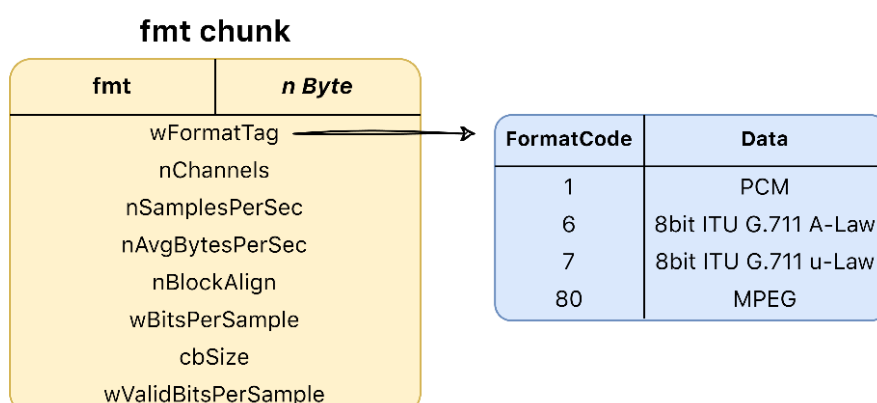 fmt chunk
fmt n Byte
wFormatTag
nChannels
nSamplesPerSec
nAvgBytesPerSec
nBlockAlign
wBitsPerSample
cbSize
wValidBitsPerSample
FormatCode Data
1 PCM
6 8bit ITU G.711 A-Law
7 8bit ITU G.711 u-Law
80 MPEG